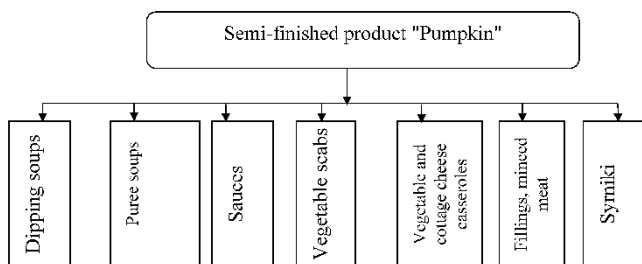 Semi-finished product "Pumpkin"
Dipping soups
Puree soups
Sauces
Vegetable scabs
Vegetable and
cottage cheese
casseroles
Fillings, minced
meat
Syrniki